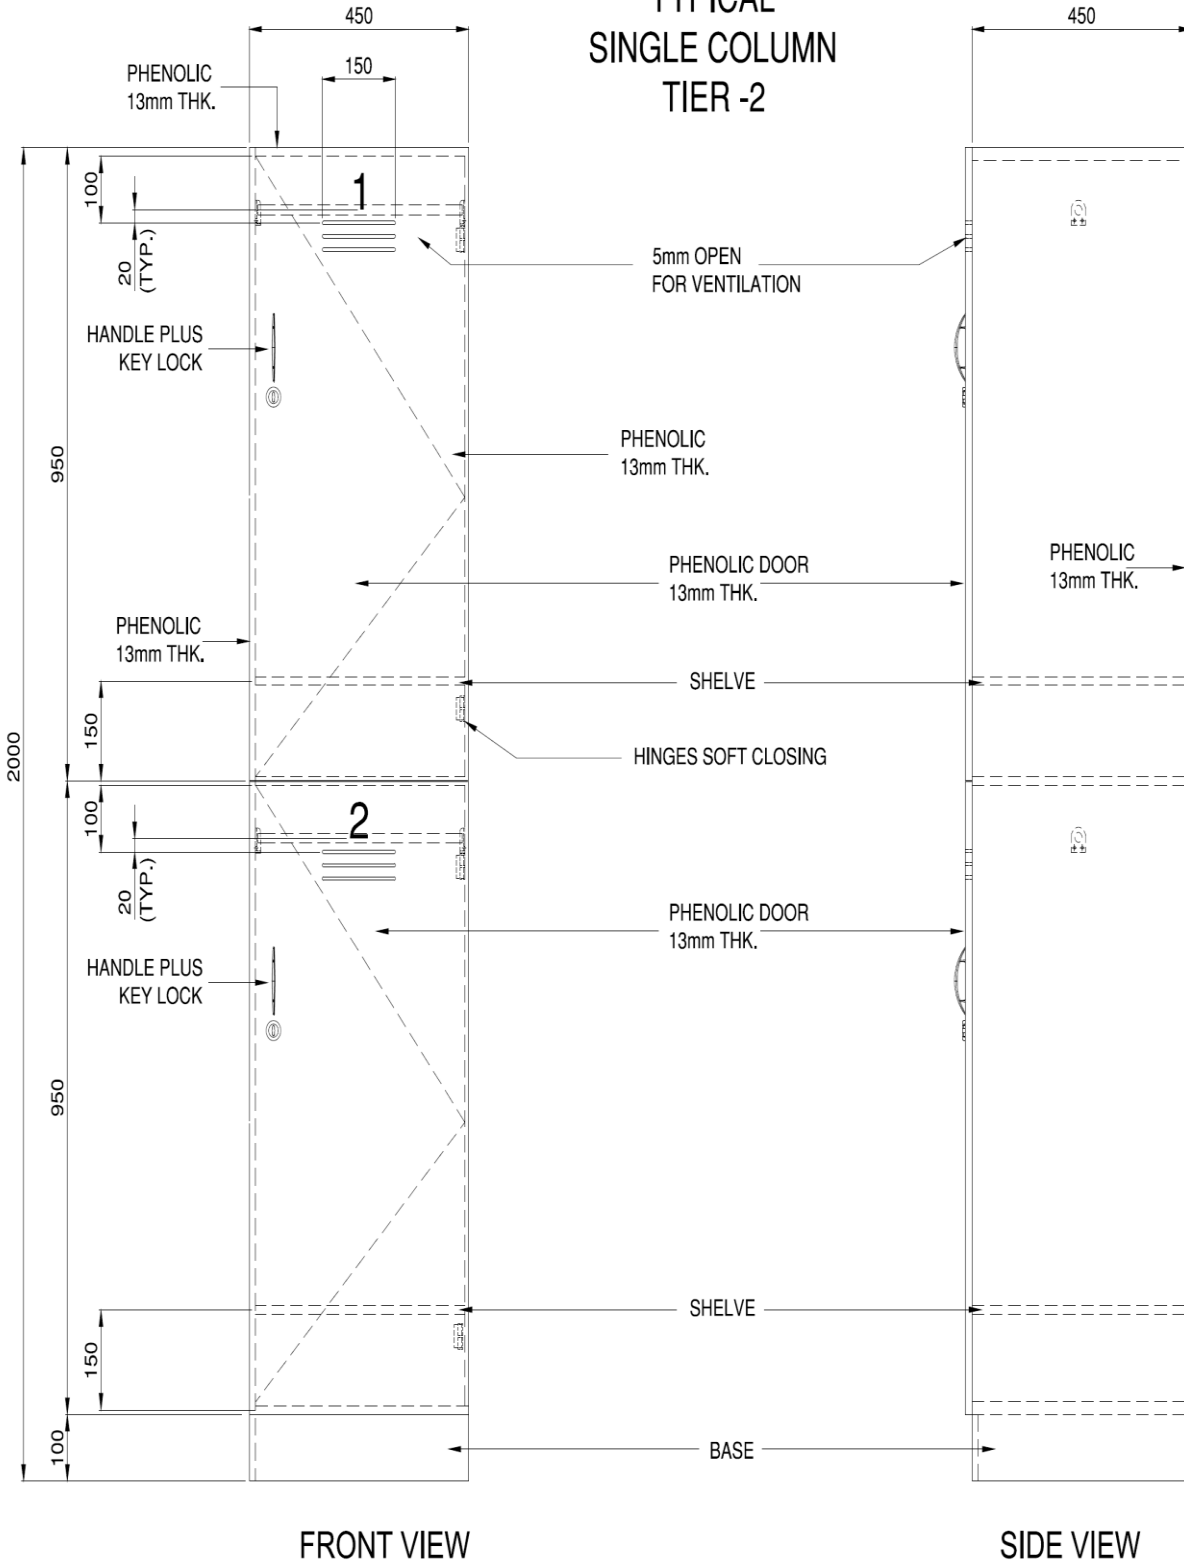 TYPICAL
SINGLE COLUMN
TIER -2
450
150
450
PHENOLIC
13mm THK.
100
20
(TYP.)
1
5mm OPEN
FOR VENTILATION
HANDLE PLUS
KEY LOCK
950
PHENOLIC
13mm THK.
PHENOLIC DOOR
13mm THK.
PHENOLIC
13mm THK.
PHENOLIC
13mm THK.
SHELVE
150
2000
HINGES SOFT CLOSING
100
2
20
(TYP.)
PHENOLIC DOOR
13mm THK.
HANDLE PLUS
KEY LOCK
950
SHELVE
150
100
BASE
FRONT VIEW
SIDE VIEW